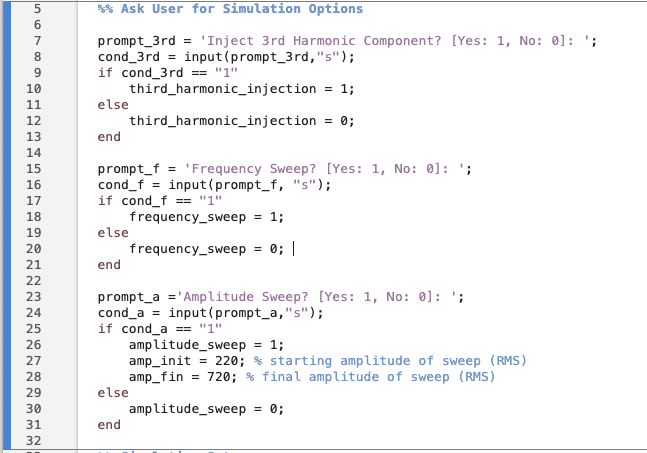 5 %% Ask User for Simulation Options
6
7 prompt_3rd = 'Inject 3rd Harmonic Component? [Yes: 1, No: 0]: ';
8 cond_3rd = input(prompt_3rd,"s");
9 if cond_3rd == "1"
10     third_harmonic_injection = 1;
11 else
12     third_harmonic_injection = 0;
13 end
14
15 prompt_f = 'Frequency Sweep? [Yes: 1, No: 0]: ';
16 cond_f = input(prompt_f, "s");
17 if cond_f == "1"
18     frequency_sweep = 1;
19 else
20     frequency_sweep = 0;
21 end
22
23 prompt_a ='Amplitude Sweep? [Yes: 1, No: 0]: ';
24 cond_a = input(prompt_a,"s");
25 if cond_a == "1"
26     amplitude_sweep = 1;
27     amp_init = 220; % starting amplitude of sweep (RMS)
28     amp_fin = 720; % final amplitude of sweep (RMS)
29 else
30     amplitude_sweep = 0;
31 end
32